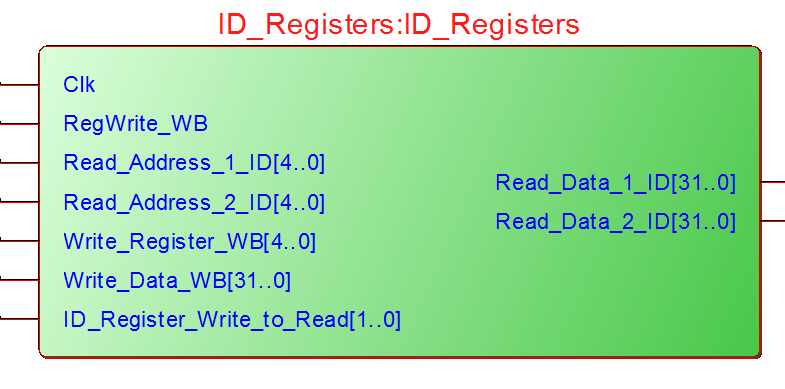 ID_Registers:ID_Registers
Clk
RegWrite_WB
Read_Address_1_ID[4..0]
Read_Address_2_ID[4..0]
Write_Register_WB[4..0]
Write_Data_WB[31..0]
ID_Register_Write_to_Read[1..0]
Read_Data_1_ID[31..0]
Read_Data_2_ID[31..0]